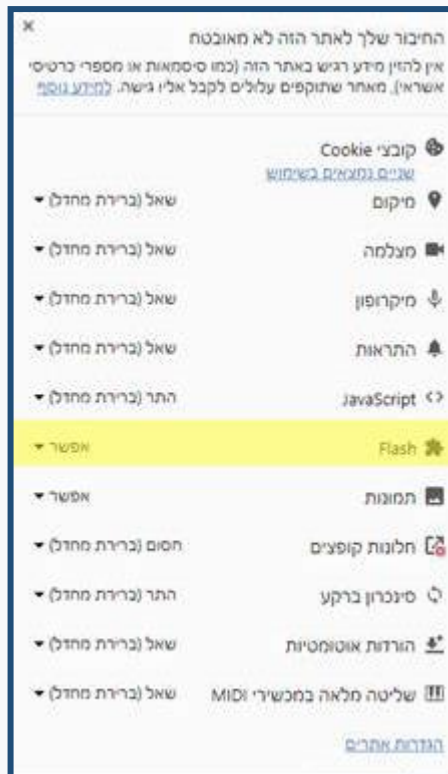 החיבור שלך לאתר הזה לא מאובטח
אין להזין מידע רגיש באתר הזה (כמו סיסמאות או מספרי כרטיסי
אשראי), מאחר שתוקפים עלולים לקבל אליו גישה. למידע נוסף
קובצי Cookie
שניים נמצאים בשימוש
מיקום שאל (ברירת מחדל)
מצלמה שאל (ברירת מחדל)
מיקרופון שאל (ברירת מחדל)
התראות שאל (ברירת מחדל)
JavaScript התר (ברירת מחדל)
Flash אפשר
תמונות אפשר
חלונות קופצים חסום (ברירת מחדל)
סינכרון ברקע התר (ברירת מחדל)
הורדות אוטומטיות שאל (ברירת מחדל)
שליטה מלאה במכשירי MIDI שאל (ברירת מחדל)
הגדרות אתרים